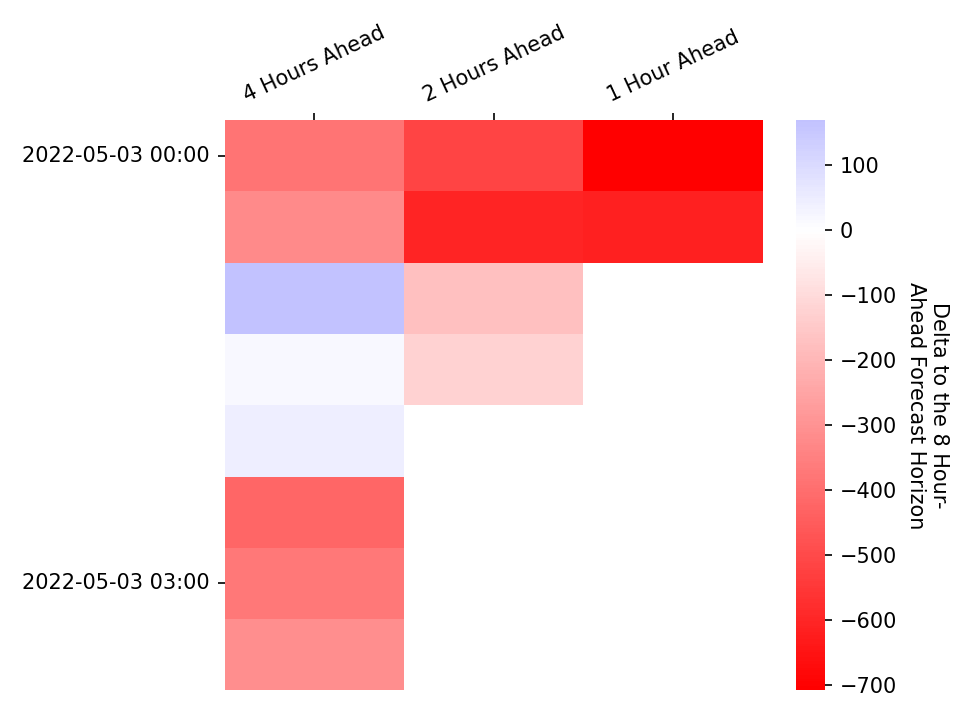 4 Hours Ahead
2 Hours Ahead
1 Hour Ahead
2022-05-03 00:00
2022-05-03 03:00
100
0
−100
−200
−300
−400
−500
−600
−700
Delta to the 8 Hour-
Ahead Forecast Horizon